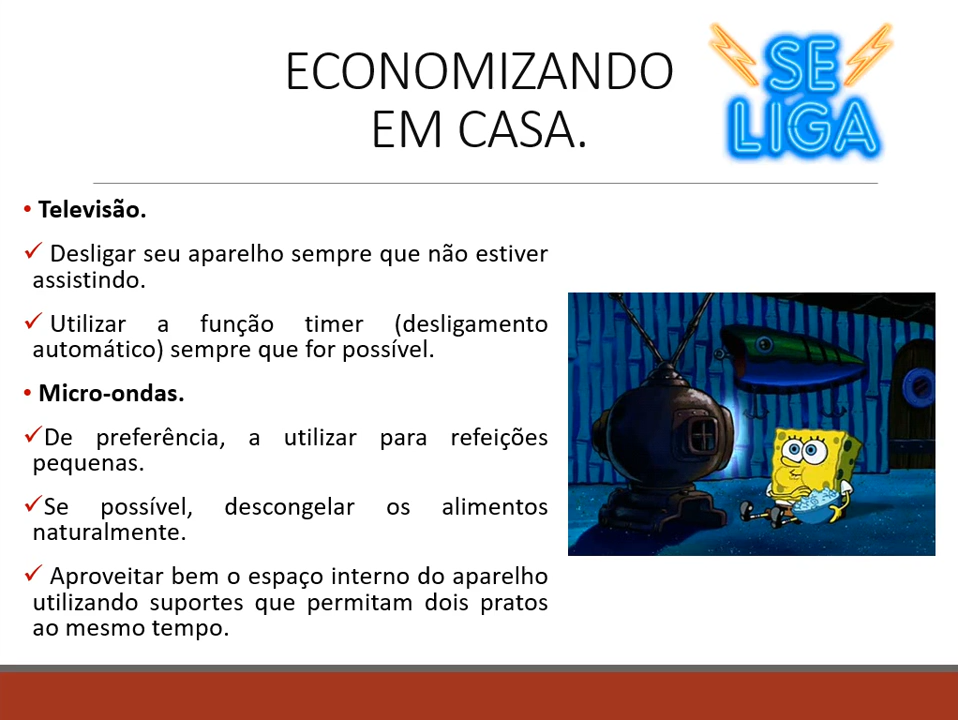 ECONOMIZANDO
EM CASA.
SE
LIGA
• Televisão.
✓ Desligar seu aparelho sempre que não estiver
assistindo.
✓ Utilizar a função timer (desligamento
automático) sempre que for possível.
• Micro-ondas.
✓De preferência, a utilizar para refeições
pequenas.
✓Se possível, descongelar os alimentos
naturalmente.
✓ Aproveitar bem o espaço interno do aparelho
utilizando suportes que permitam dois pratos
ao mesmo tempo.